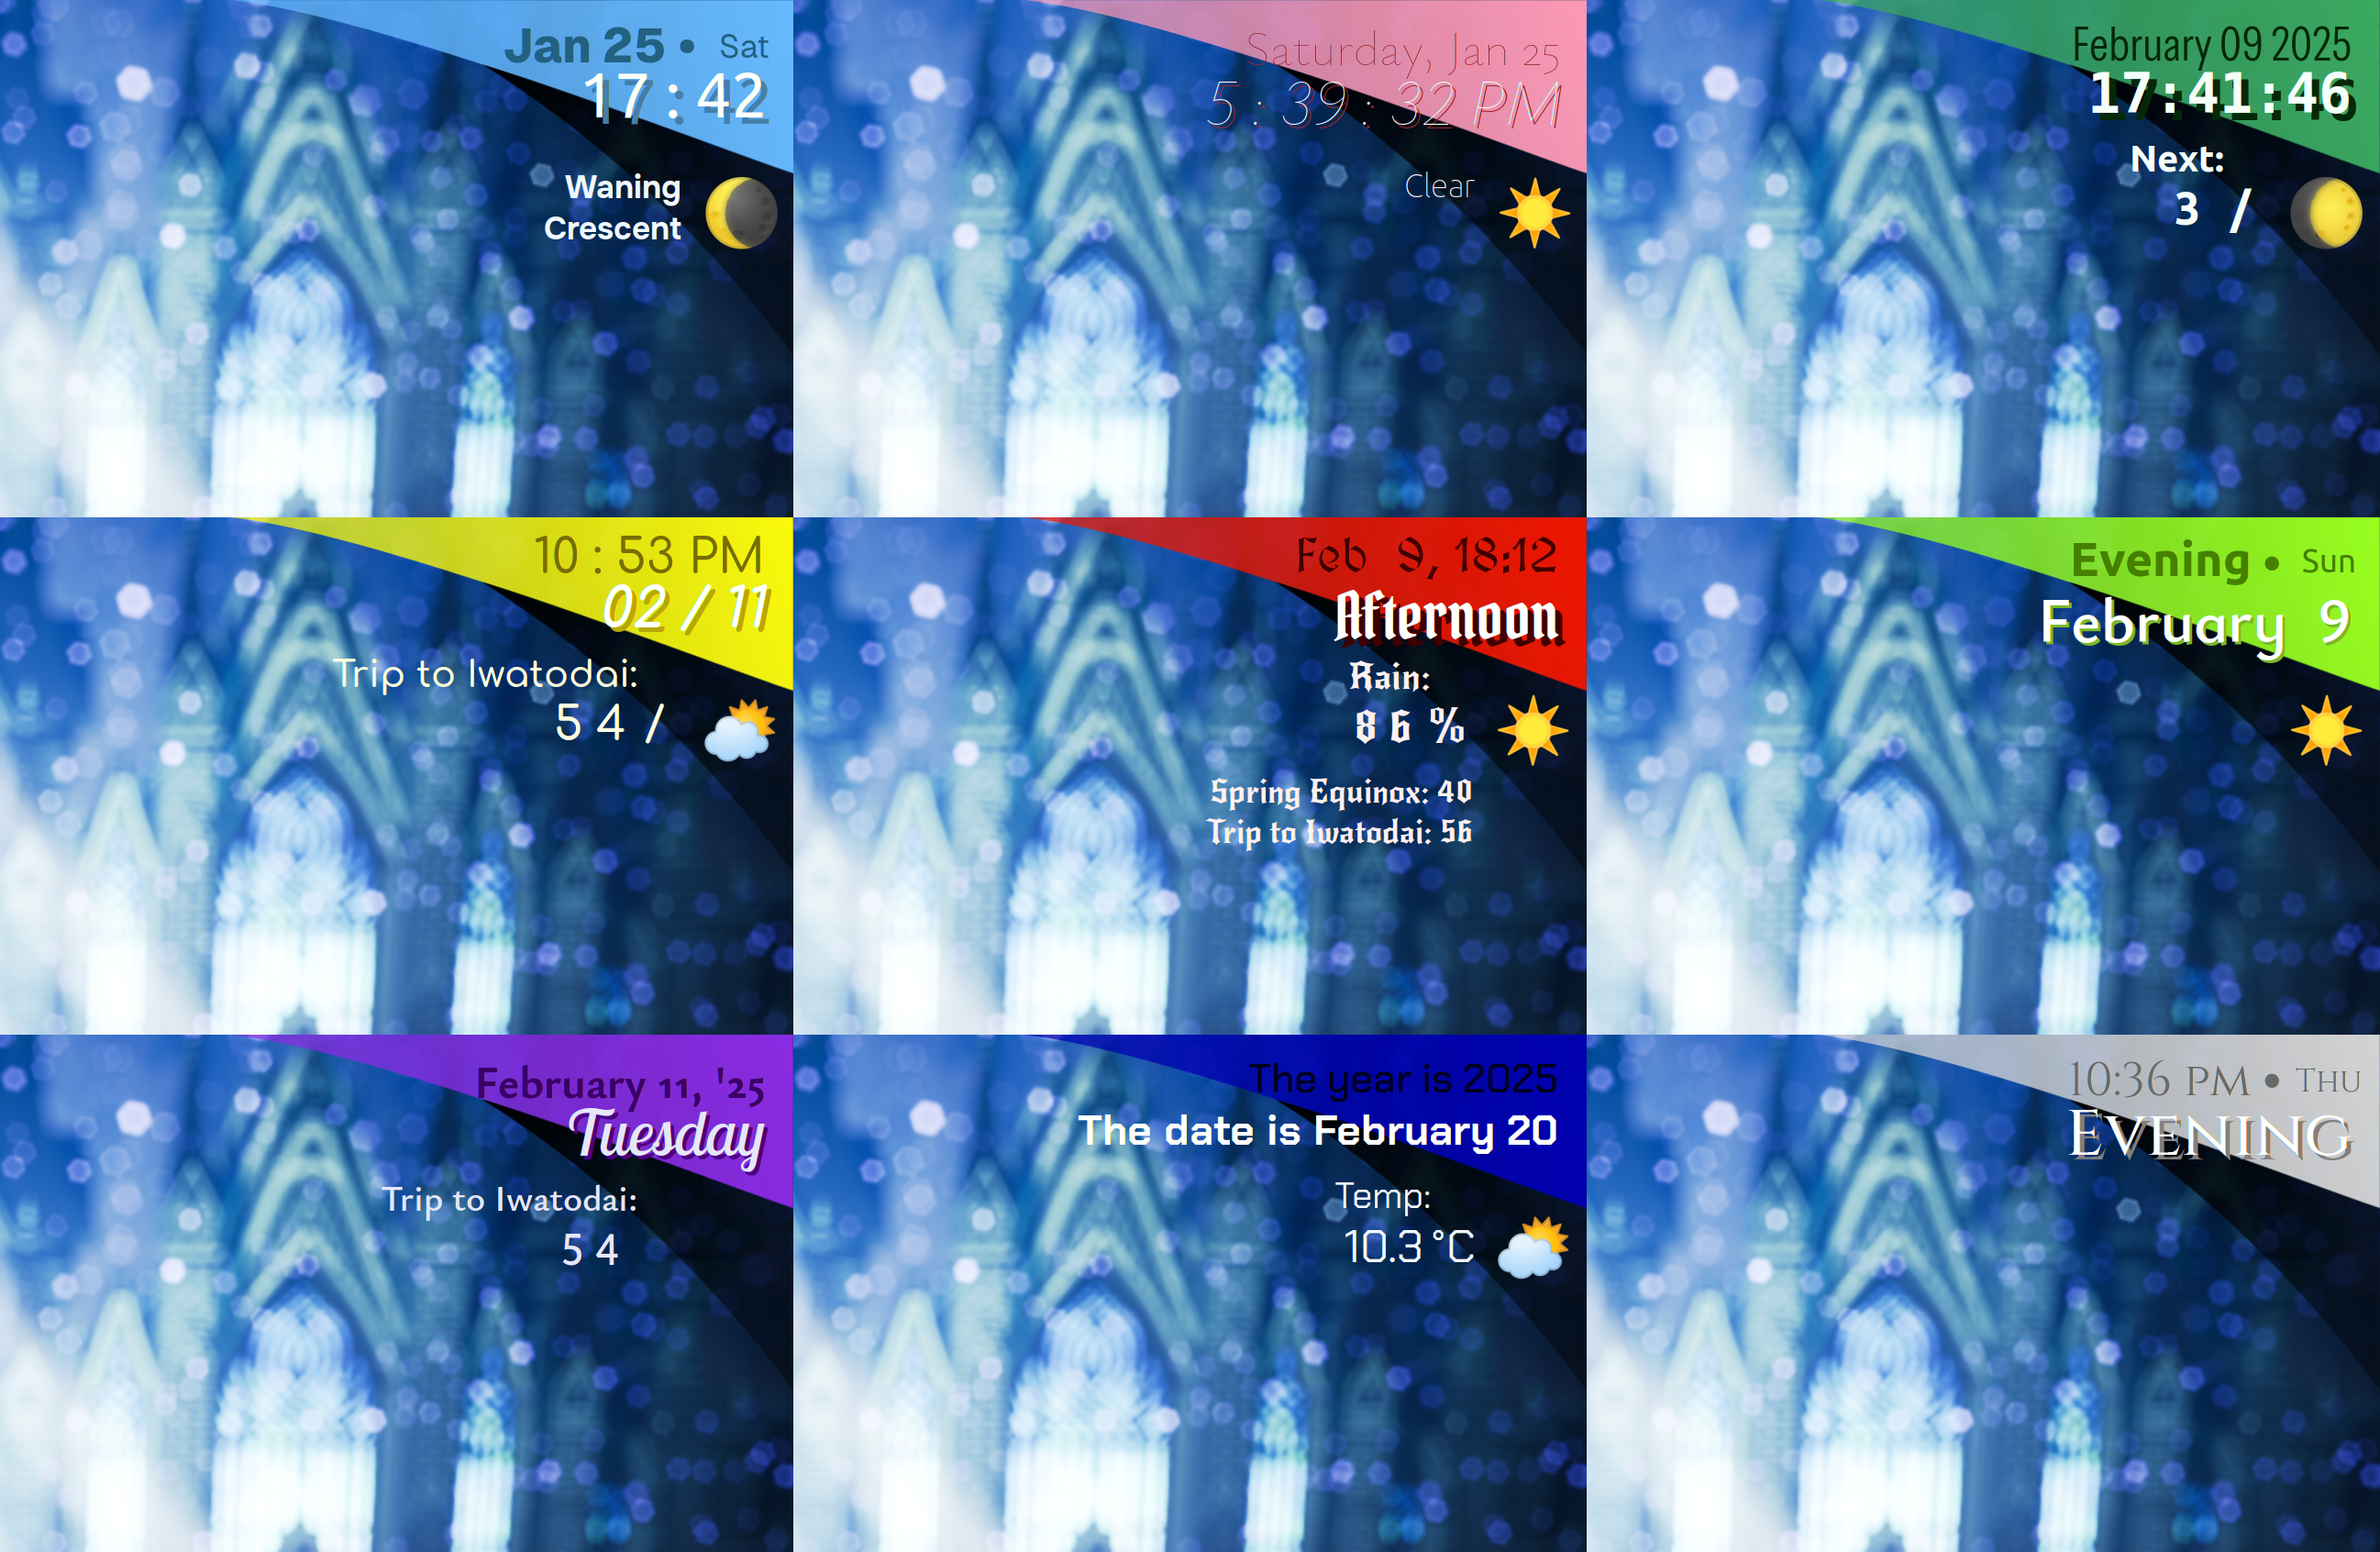 Jan 25 • Sat
17 : 42
Waning
Crescent
Saturday, Jan 25
5 : 39 : 32 PM
Clear
February 09 2025
17:41:46
Next:
3 /
10 : 53 PM
02 / 11
Trip to Iwatodai:
5 4 /
Feb 9, 18:12
Afternoon
Rain:
8 6 %
Spring Equinox: 40
Trip to Iwatodai: 56
Evening • Sun
February 9
February 11, '25
Tuesday
Trip to Iwatodai:
5 4
The year is 2025
The date is February 20
Temp:
10.3 °C
10:36 PM • THU
EVENING